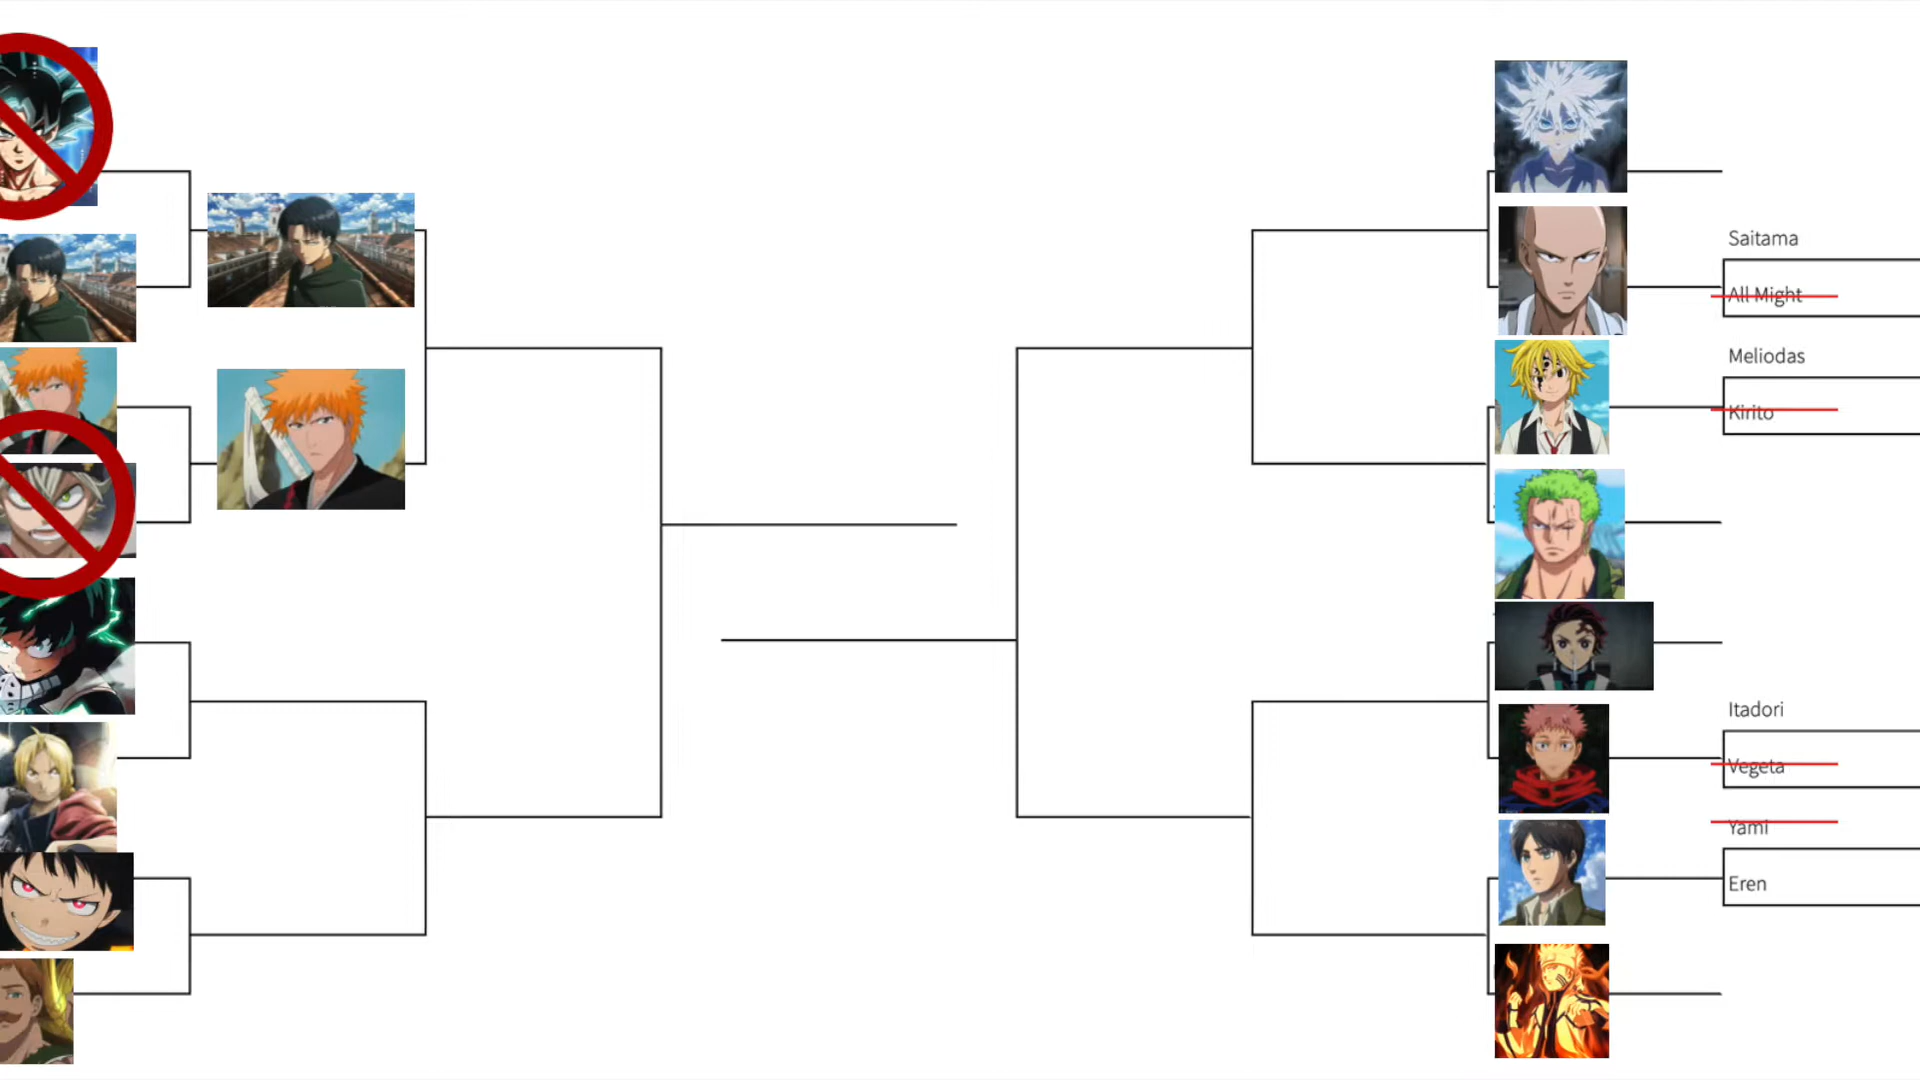 Saitama
All Might
Meliodas
Kirito
Itadori
Vegeta
Yami
Eren